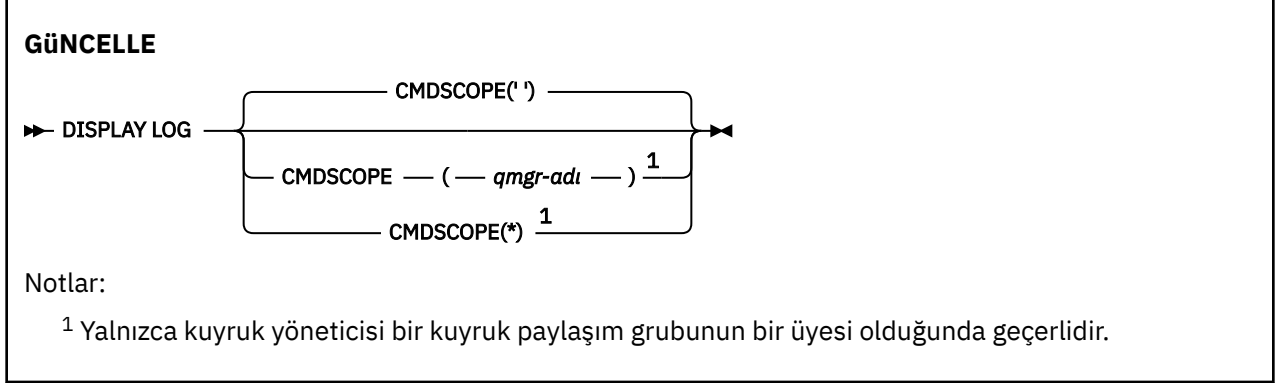 GüNCELLE
CMDSCOPE(' ')
DISPLAY LOG
CMDSCOPE ( qmgr-adı ) 1
CMDSCOPE(*) 1
Notlar:
1 Yalnızca kuyruk yöneticisi bir kuyruk paylaşım grubunun bir üyesi olduğunda geçerlidir.